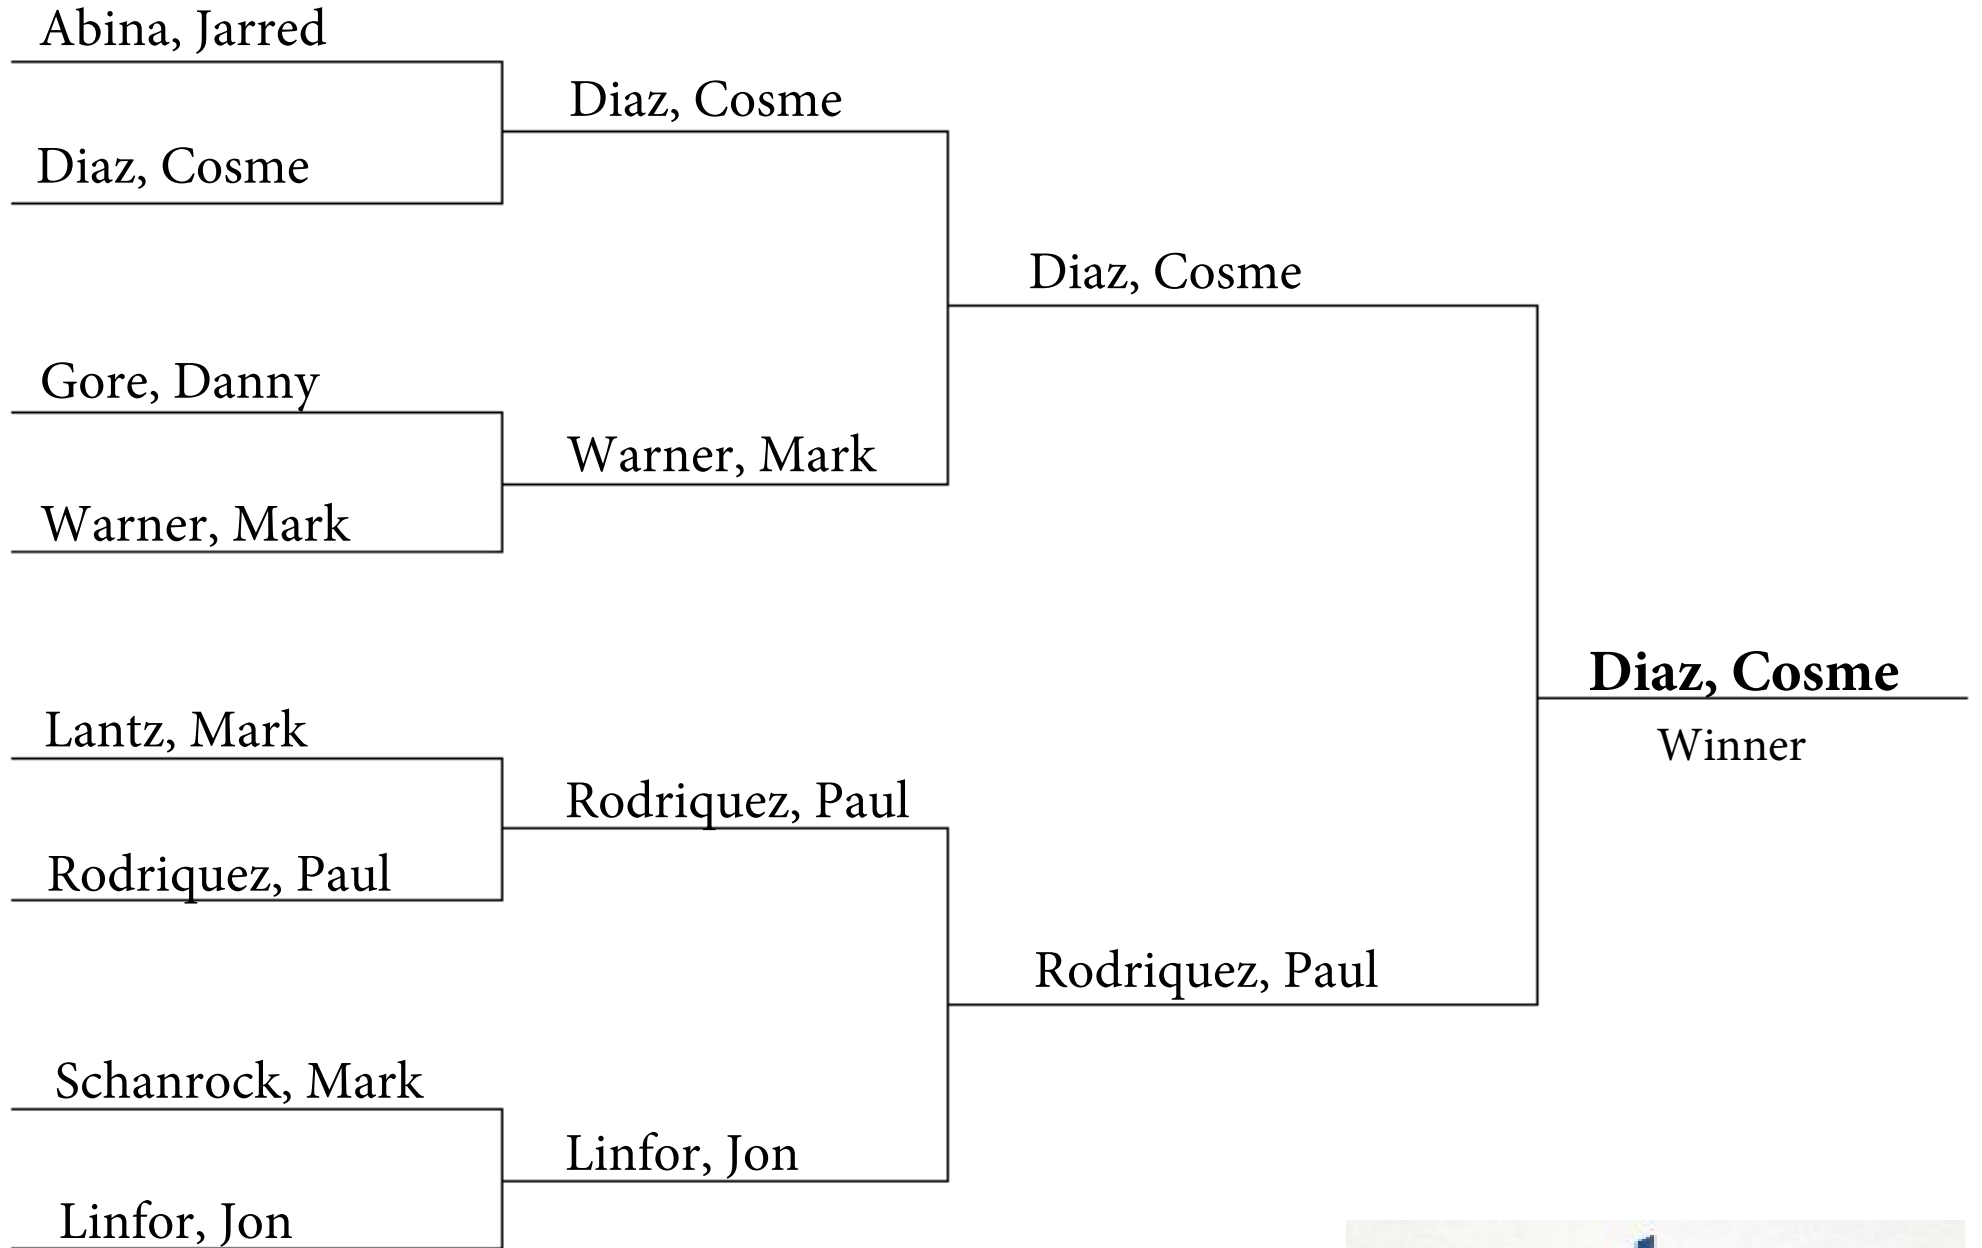 Abina, Jarred
Diaz, Cosme
Diaz, Cosme
Diaz, Cosme
Gore, Danny
Warner, Mark
Warner, Mark
Diaz, Cosme
Winner
Lantz, Mark
Rodriquez, Paul
Rodriquez, Paul
Rodriquez, Paul
Schanrock, Mark
Linfor, Jon
Linfor, Jon